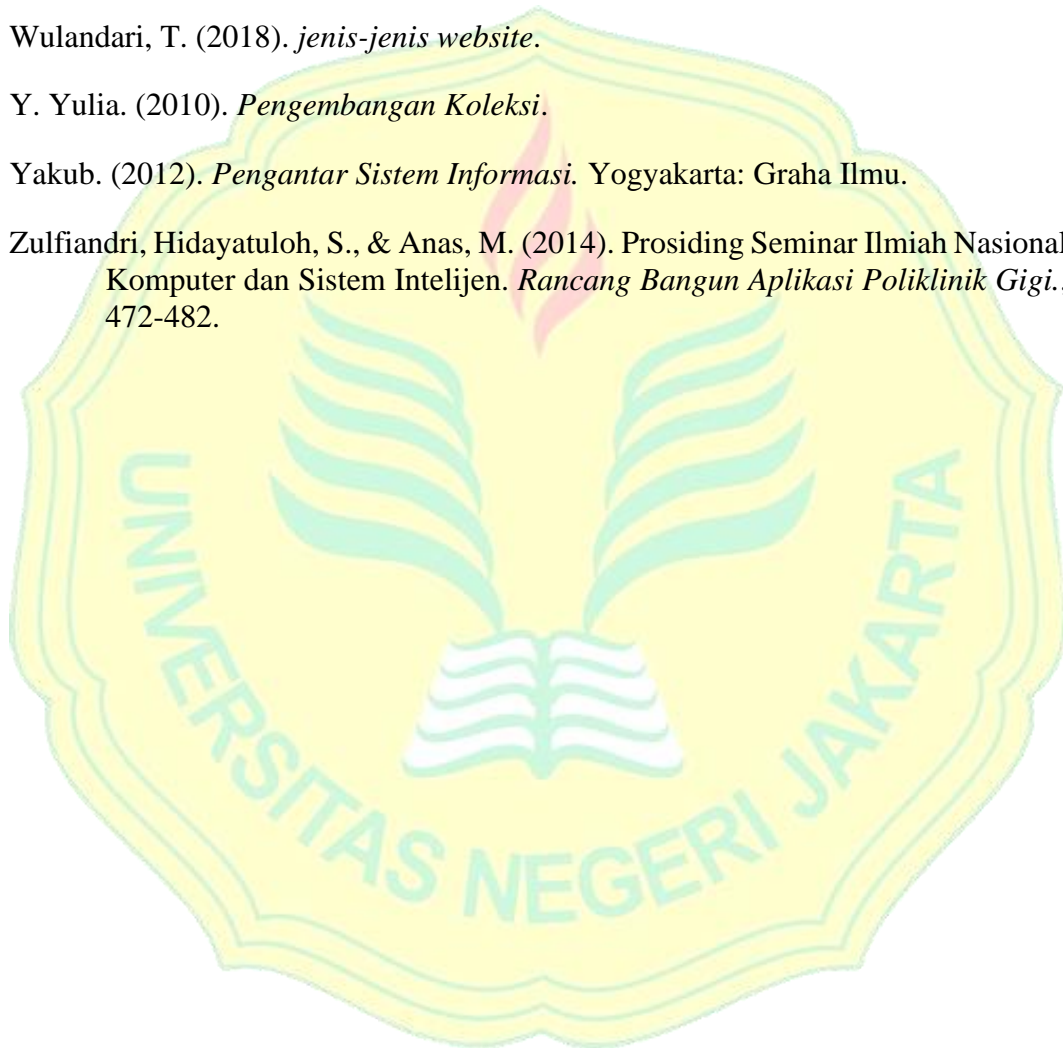 Wulandari, T. (2018). jenis-jenis website.
Y. Yulia. (2010). Pengembangan Koleksi.
Yakub. (2012). Pengantar Sistem Informasi. Yogyakarta: Graha Ilmu.
Zulfiandri, Hidayatuloh, S., & Anas, M. (2014). Prosiding Seminar Ilmiah Nasional
Komputer dan Sistem Intelijen. Rancang Bangun Aplikasi Poliklinik Gigi..
472-482.
UNIVERSITAS NEGERI JAKARTA